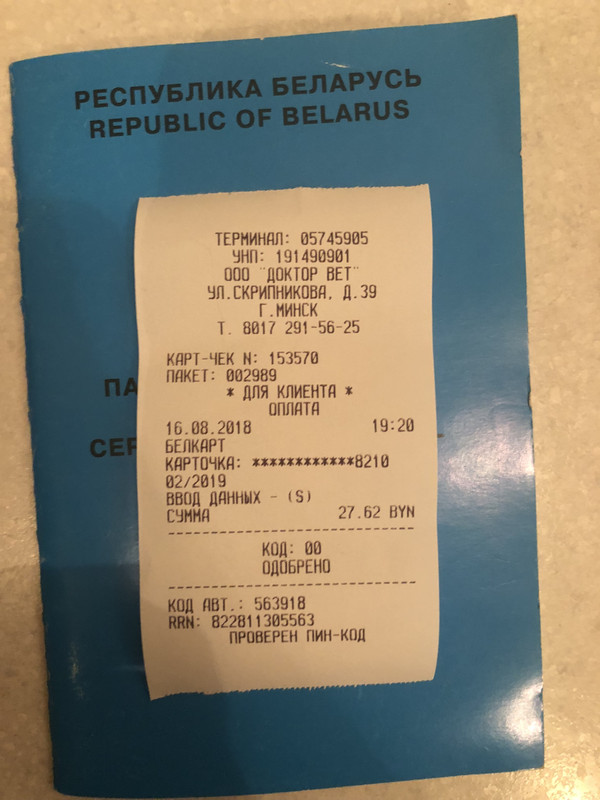 РЕСПУБЛИКА БЕЛАРУСЬ
REPUBLIC OF BELARUS
ТЕРМИНАЛ: 05745905
УНП: 191490901
ООО "ДОКТОР ВЕТ"
УЛ.СКРИПНИКОВА, Д.39
Г.МИНСК
Т. 8017 291-56-25
КАРТ-ЧЕК N: 153570
ПАКЕТ: 002989
* ДЛЯ КЛИЕНТА *
ОПЛАТА
16.08.2018 19:20
БЕЛКАРТ
КАРТОЧКА: ************8210
02/2019
ВВОД ДАННЫХ - (S)
СУММА 27.62 BYN
КОД: 00
ОДОБРЕНО
КОД АВТ.: 563918
RRN: 822811305563
ПРОВЕРЕН ПИН-КОД